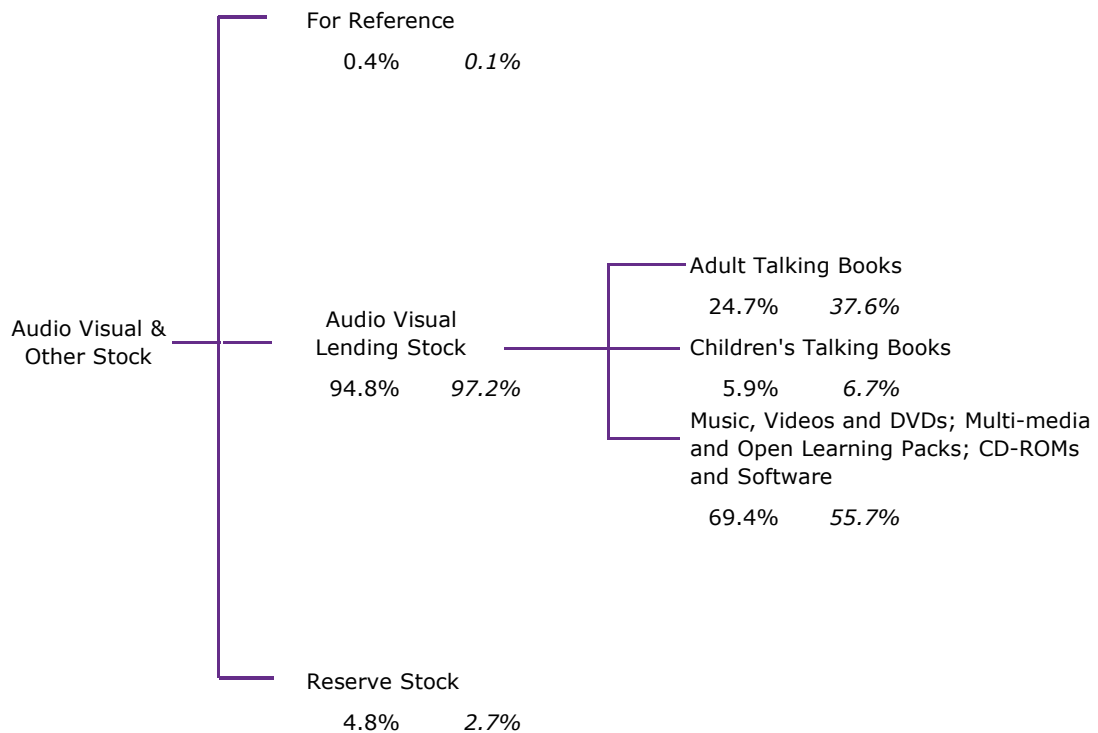 For Reference
0.4% 0.1%
Audio Visual &
Other Stock
Audio Visual
Lending Stock
94.8% 97.2%
Adult Talking Books
24.7% 37.6%
Children's Talking Books
5.9% 6.7%
Music, Videos and DVDs; Multi-media
and Open Learning Packs; CD-ROMs
and Software
69.4% 55.7%
Reserve Stock
4.8% 2.7%